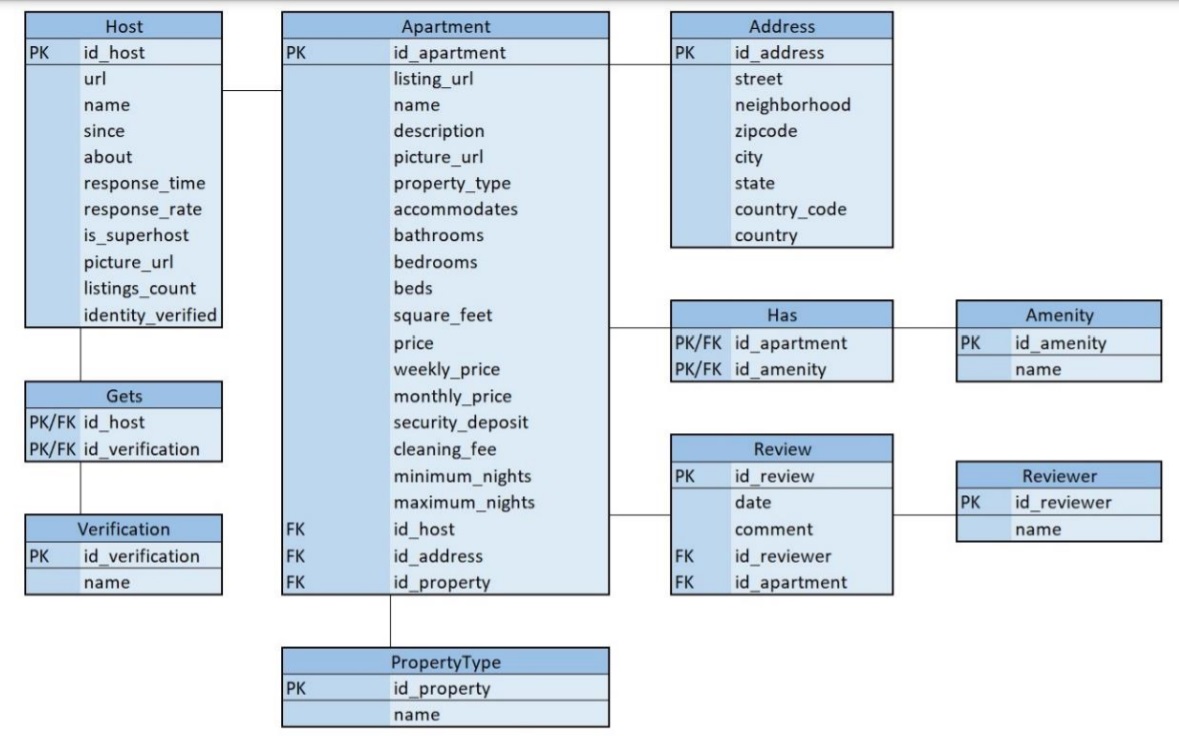 Host
PK id_host
url
name
since
about
response_time
response_rate
is_superhost
picture_url
listings_count
identity_verified
Gets
PK/FK id_host
PK/FK id_verification
Verification
PK id_verification
name
Apartment
PK id_apartment
listing_url
name
description
picture_url
property_type
accommodates
bathrooms
bedrooms
beds
square_feet
price
weekly_price
monthly_price
security_deposit
cleaning_fee
minimum_nights
maximum_nights
FK id_host
FK id_address
FK id_property
PropertyType
PK id_property
name
Address
PK id_address
street
neighborhood
zipcode
city
state
country_code
country
Has
PK/FK id_apartment
PK/FK id_amenity
Amenity
PK id_amenity
name
Review
PK id_review
date
comment
FK id_reviewer
FK id_apartment
Reviewer
PK id_reviewer
name